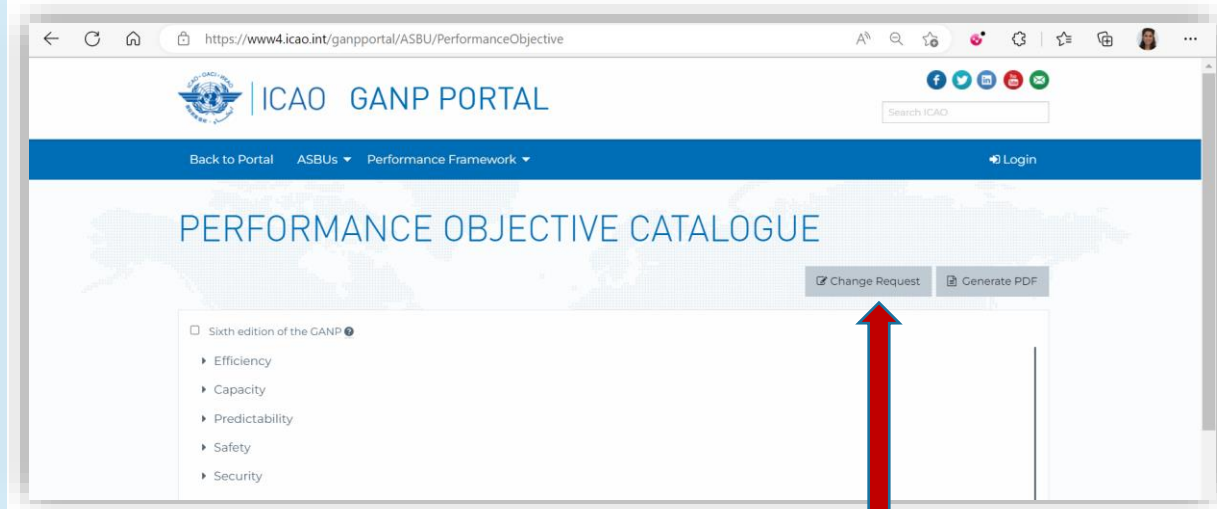 https://www4.icao.int/ganpportal/ASBU/PerformanceObjective
ICAO GANP PORTAL
Search ICAO
Back to Portal ASBUs Performance Framework Login
PERFORMANCE OBJECTIVE CATALOGUE
Change Request Generate PDF
Sixth edition of the GANP
Efficiency
Capacity
Predictability
Safety
Security